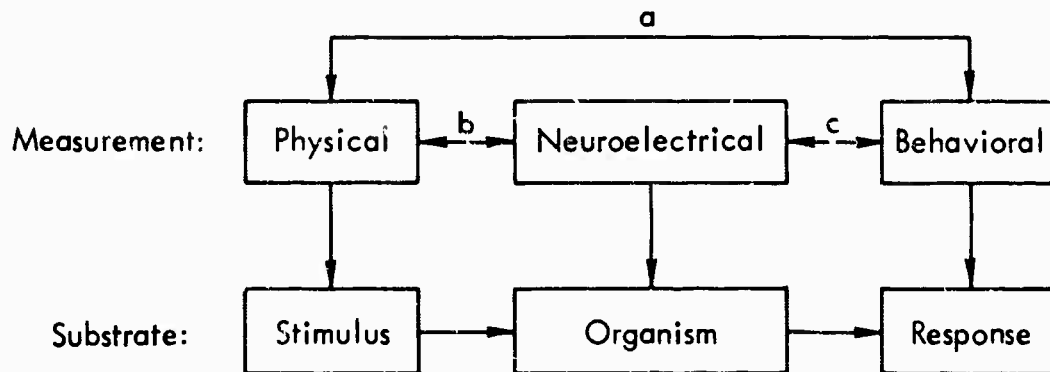 a
Measurement: Physical b Neuroelectrical c Behavioral
Substrate: Stimulus Organism Response